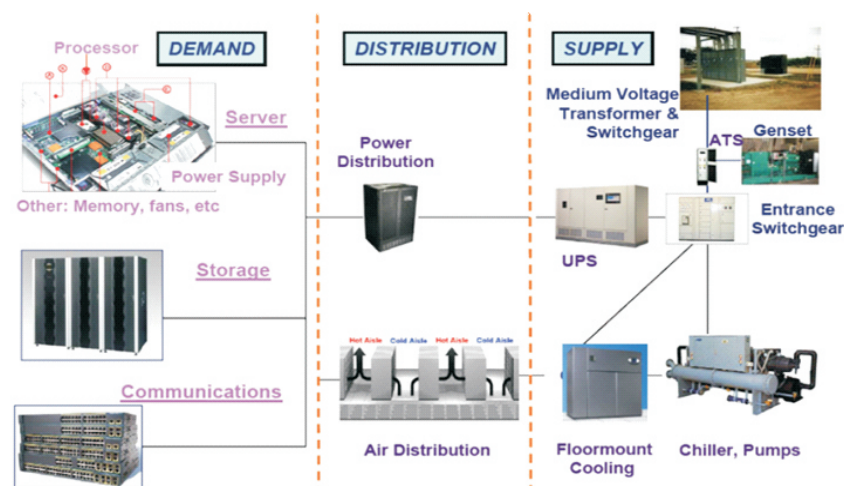 DEMAND
DISTRIBUTION
SUPPLY
Processor
Server
Power Supply
Other: Memory, fans, etc
Storage
Communications
Power
Distribution
Hot Aisle Cold Aisle Hot Aisle Cold Aisle
Air Distribution
Medium Voltage
Transformer &
Switchgear
ATS
Genset
UPS
Entrance
Switchgear
Floormount
Cooling
Chiller, Pumps